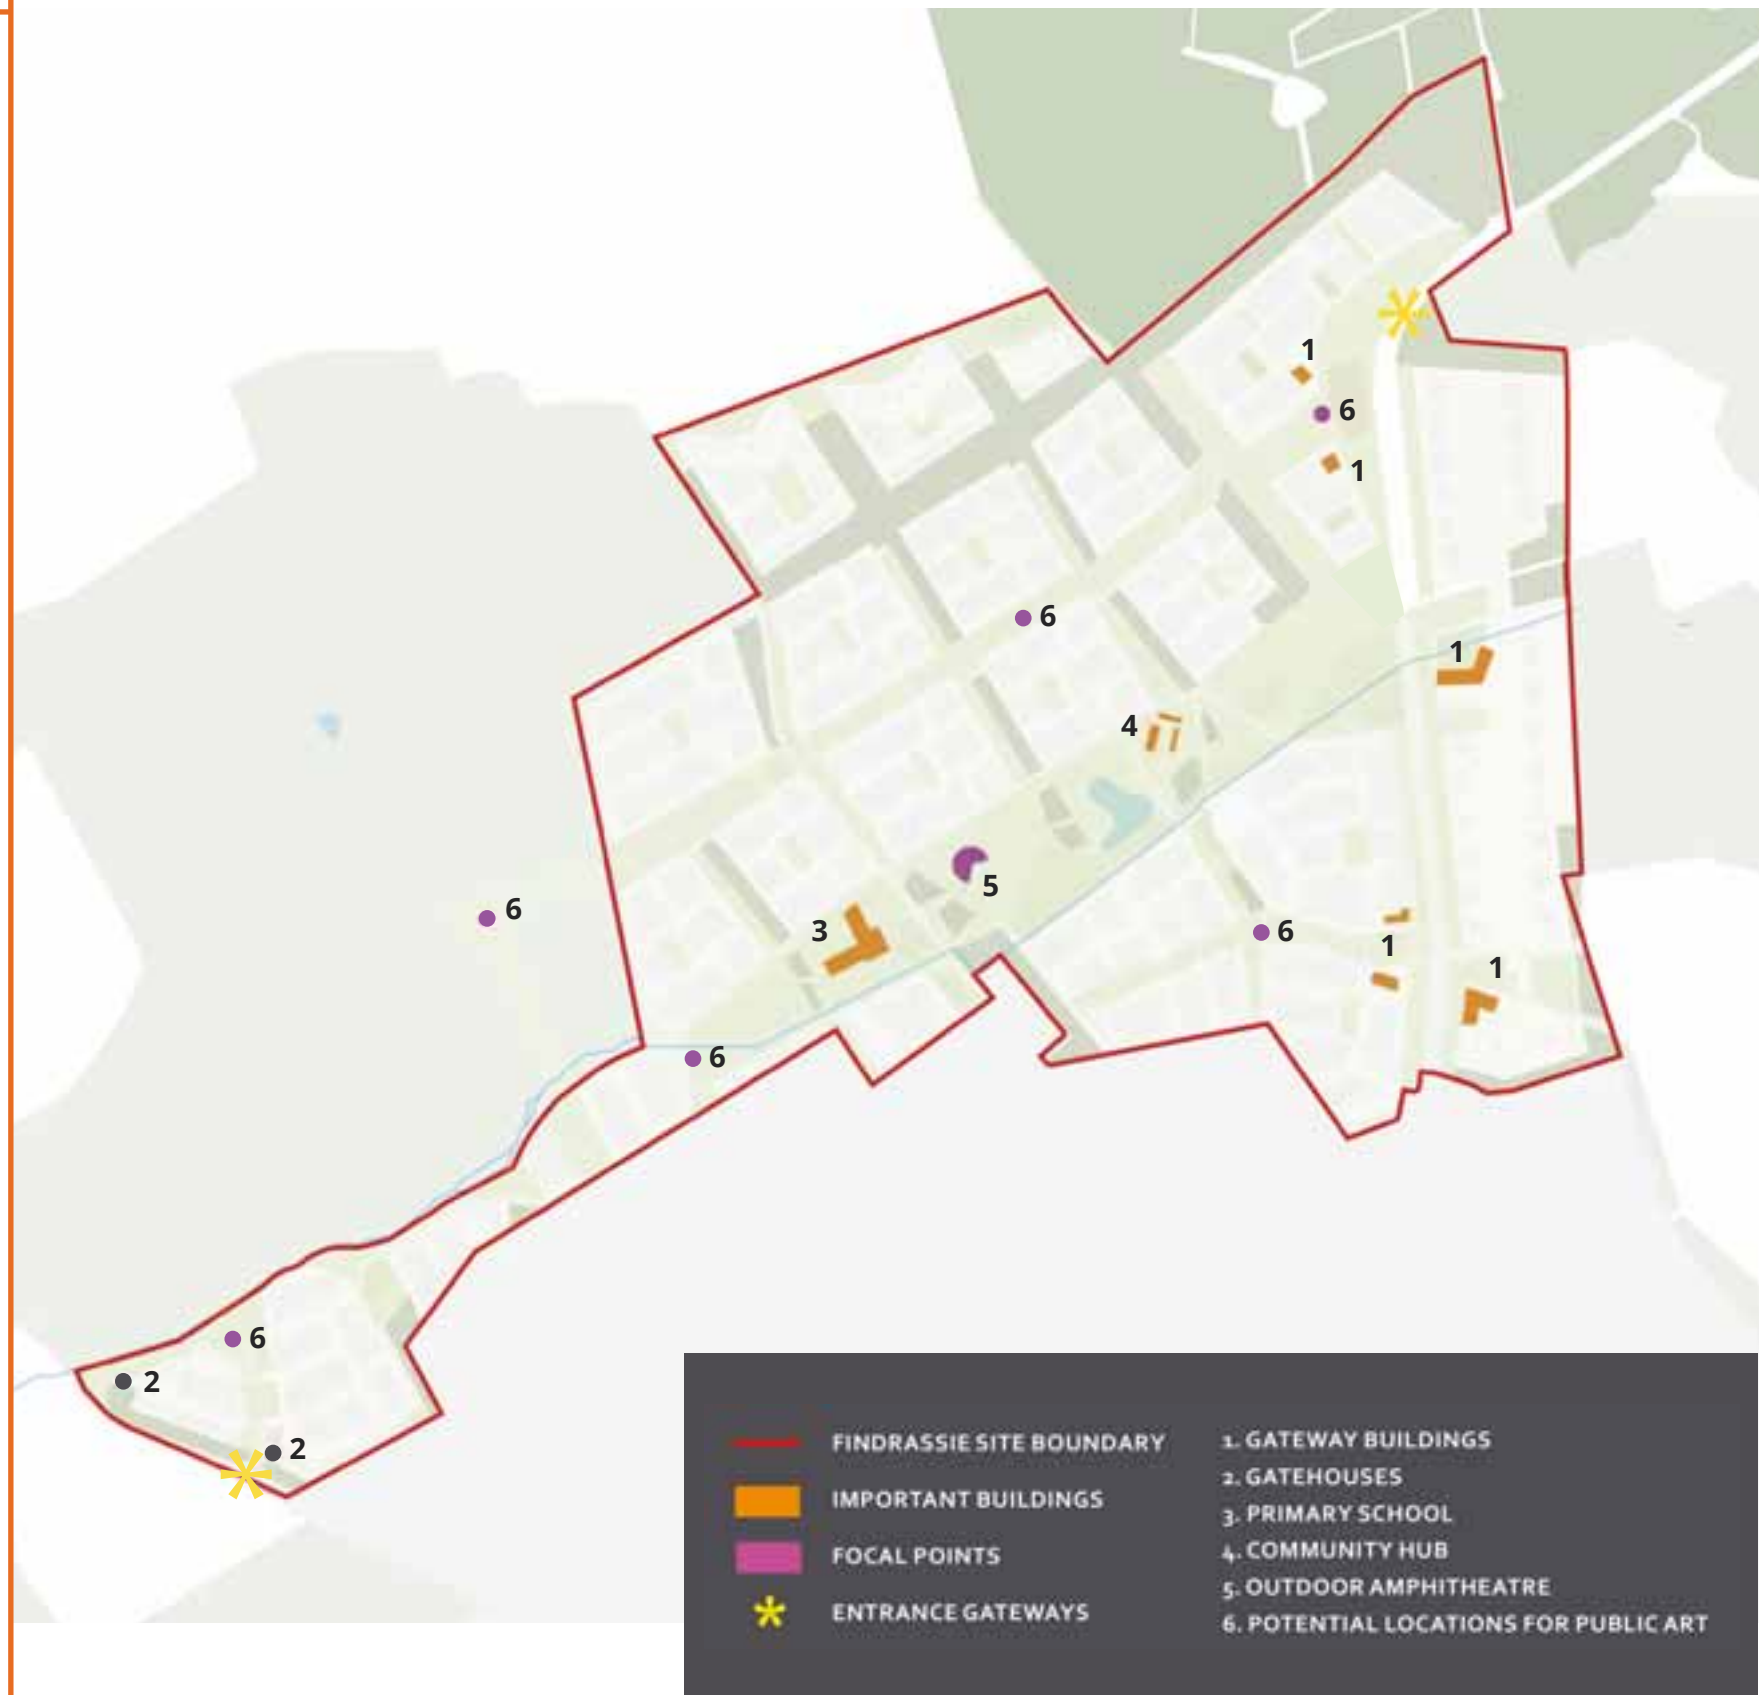 1
6
1
6
1
4
5
6
3
6
1
1
6
6
2
2
FINDRASSIE SITE BOUNDARY
IMPORTANT BUILDINGS
FOCAL POINTS
ENTRANCE GATEWAYS
1. GATEWAY BUILDINGS
2. GATEHOUSES
3. PRIMARY SCHOOL
4. COMMUNITY HUB
5. OUTDOOR AMPHITHEATRE
6. POTENTIAL LOCATIONS FOR PUBLIC ART